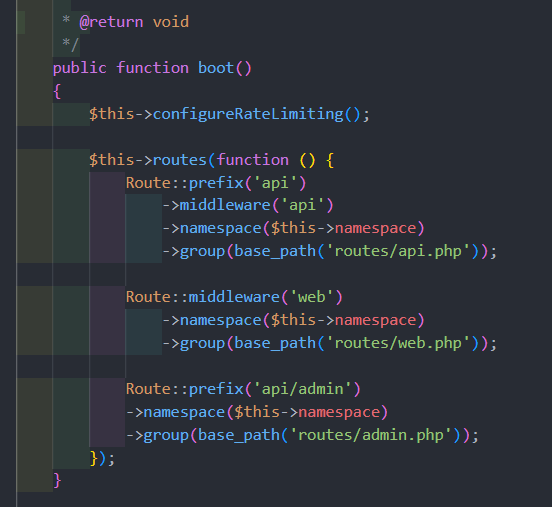 * @return void
*/
public function boot()
{
$this->configureRateLimiting();
$this->routes(function () {
Route::prefix('api')
->middleware('api')
->namespace($this->namespace)
->group(base_path('routes/api.php'));
Route::middleware('web')
->namespace($this->namespace)
->group(base_path('routes/web.php'));
Route::prefix('api/admin')
->namespace($this->namespace)
->group(base_path('routes/admin.php'));
});
}